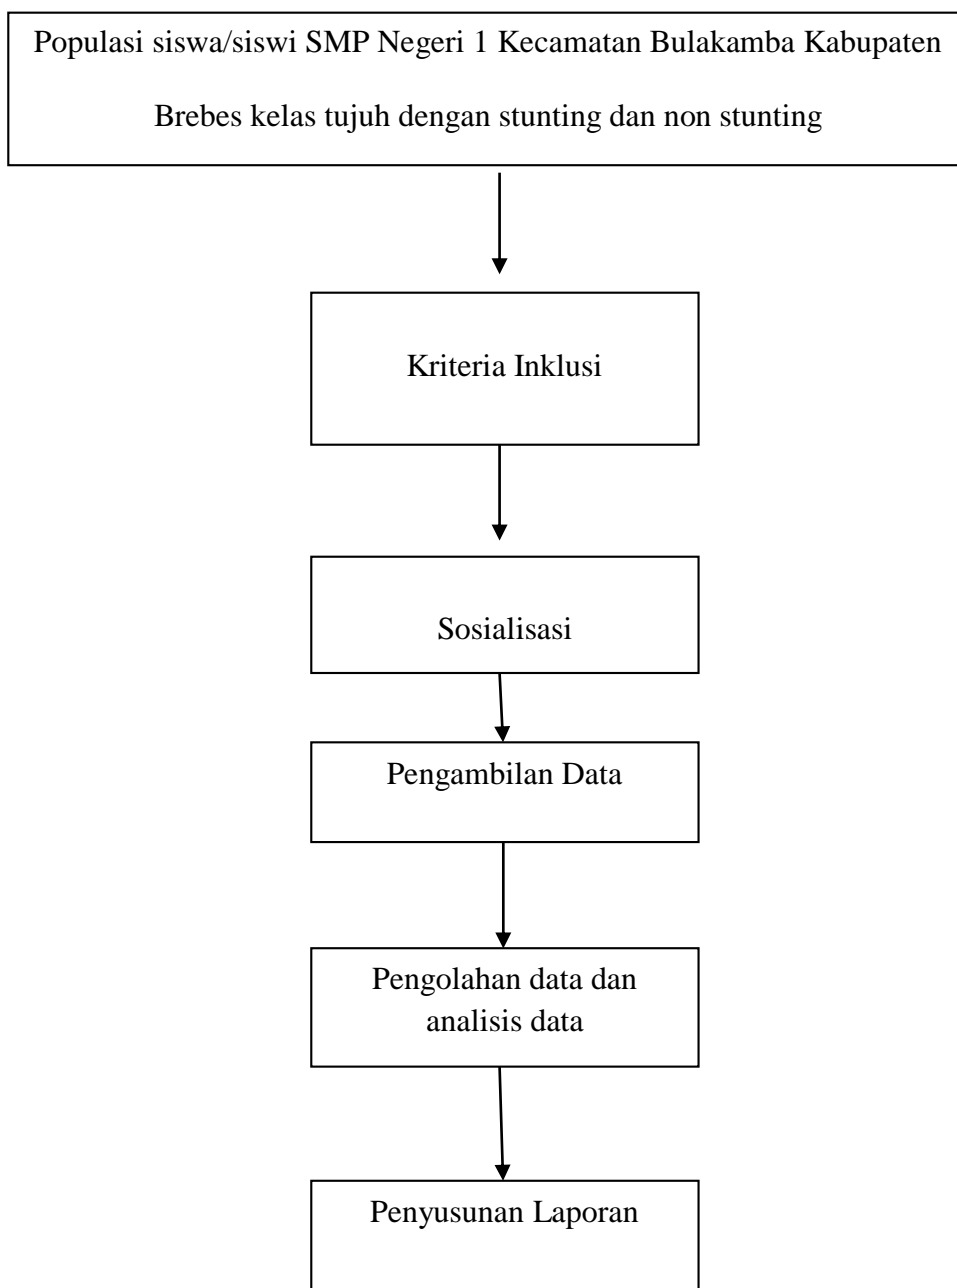 Populasi siswa/siswi SMP Negeri 1 Kecamatan Bulakamba Kabupaten
Brebes kelas tujuh dengan stunting dan non stunting
Kriteria Inklusi
Sosialisasi
Pengambilan Data
Pengolahan data dan
analisis data
Penyusunan Laporan